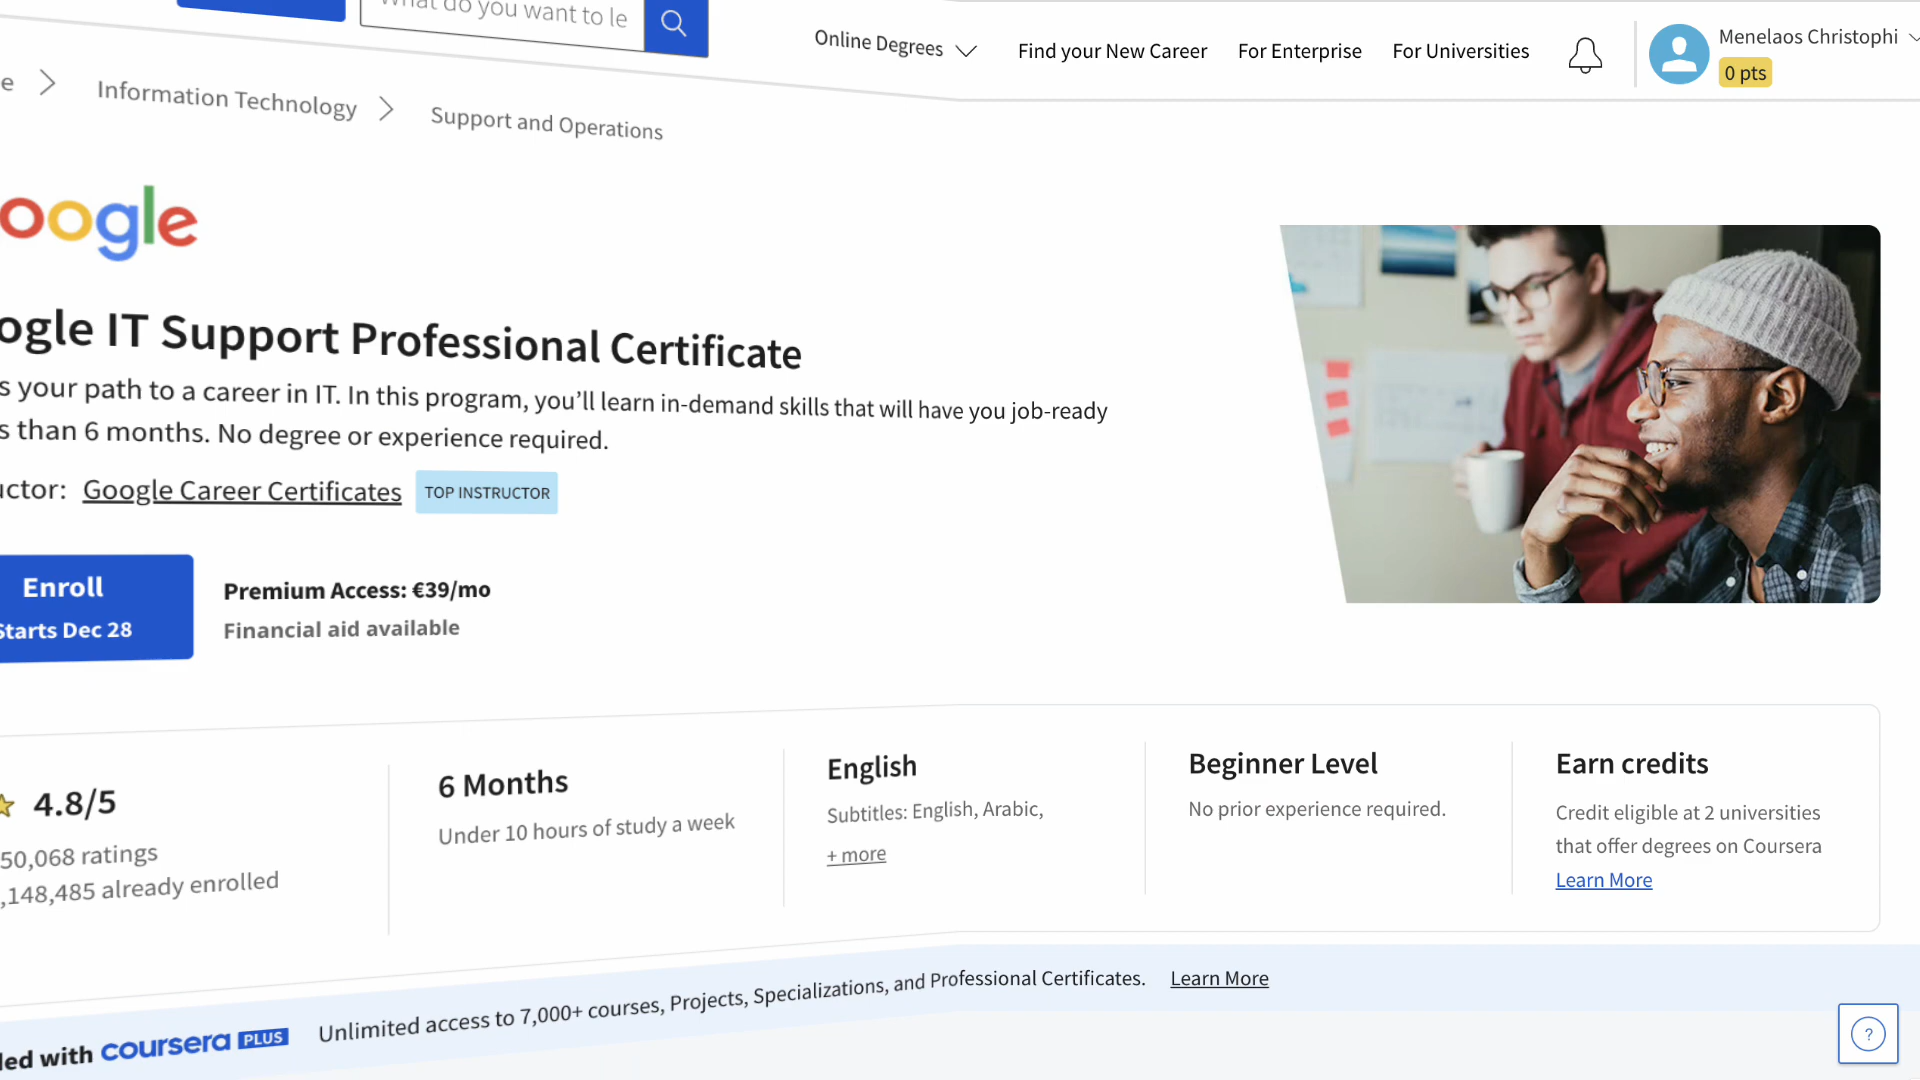 What do you want to le
Online Degrees
Find your New Career
For Enterprise
For Universities
Menelaos Christophi
0 pts
e
Information Technology
Support and Operations
oogle
ogle IT Support Professional Certificate
s your path to a career in IT. In this program, you’ll learn in-demand skills that will have you job-ready
s than 6 months. No degree or experience required.
uctor: Google Career Certificates TOP INSTRUCTOR
Enroll
Starts Dec 28
Premium Access: €39/mo
Financial aid available
4.8/5
50,068 ratings
,148,485 already enrolled
6 Months
Under 10 hours of study a week
English
Subtitles: English, Arabic,
+ more
Beginner Level
No prior experience required.
Earn credits
Credit eligible at 2 universities
that offer degrees on Coursera
Learn More
ded with coursera PLUS
Unlimited access to 7,000+ courses, Projects, Specializations, and Professional Certificates. Learn More
?